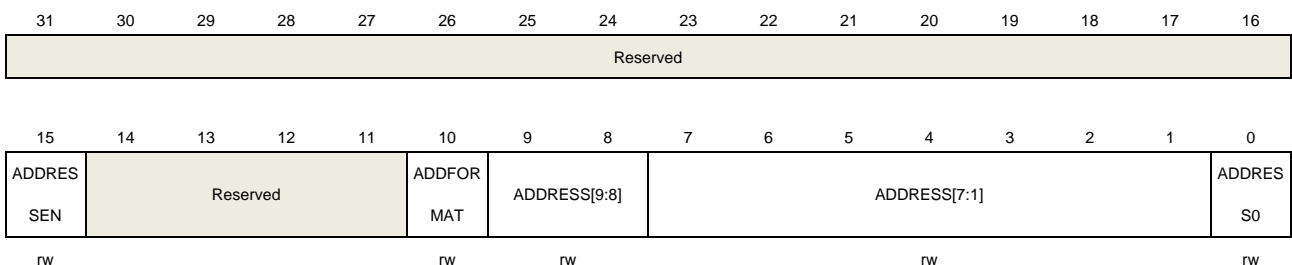 31 30 29 28 27 26 25 24 23 22 21 20 19 18 17 16
Reserved
15 14 13 12 11 10 9 8 7 6 5 4 3 2 1 0
ADDRES
SEN
Reserved
ADDFOR
MAT
ADDRESS[9:8]
ADDRESS[7:1]
ADDRES
S0
rw rw rw rw rw